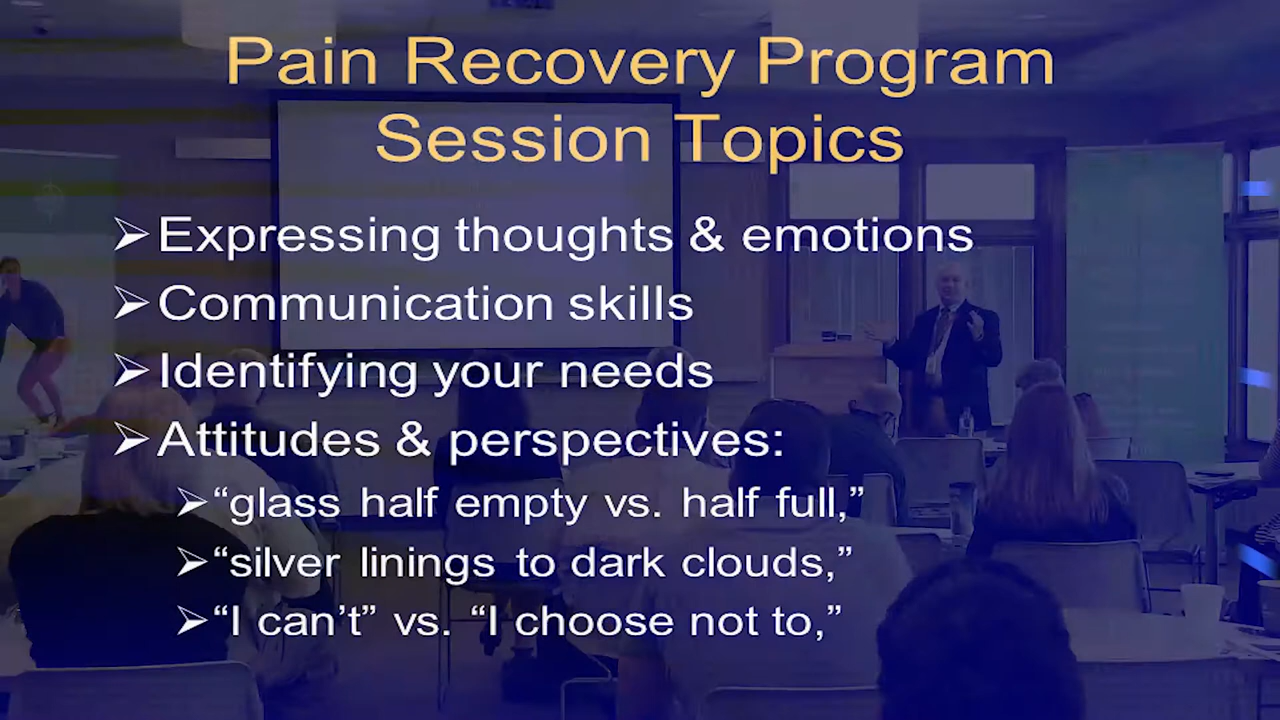 Pain Recovery Program
Session Topics
➢Expressing thoughts & emotions
➢Communication skills
➢Identifying your needs
➢Attitudes & perspectives:
➢“glass half empty vs. half full,”
➢“silver linings to dark clouds,”
➢“I can’t” vs. “I choose not to,”